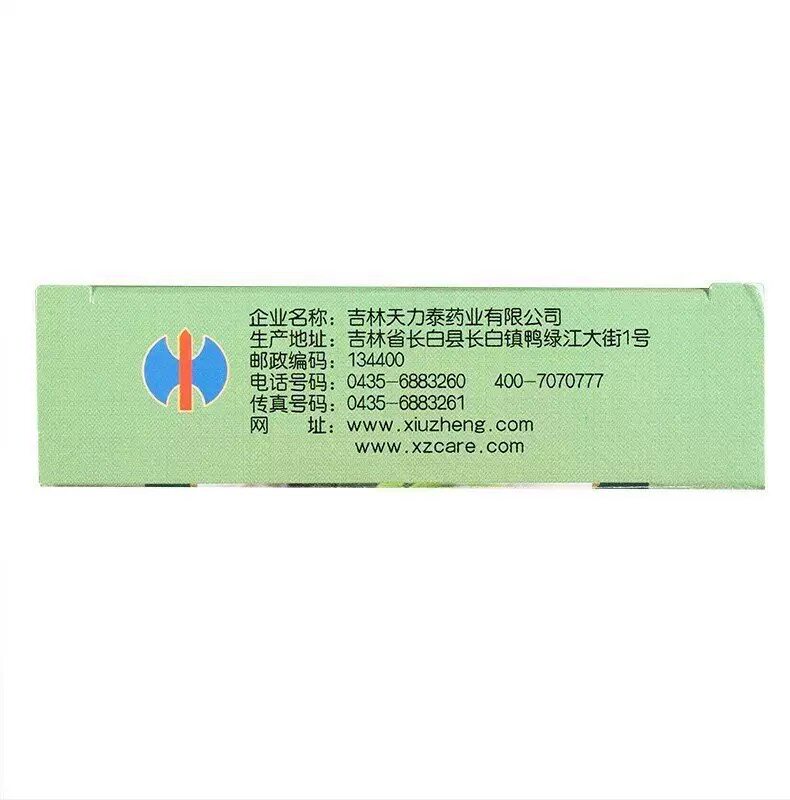 企业名称：吉林天力泰药业有限公司
生产地址：吉林省长白县长白镇鸭绿江大街1号
邮政编码：134400
电话号码：0435-6883260 400-7070777
传真号码：0435-6883261
网 址：www.xiuzheng.com
www.xzcare.com